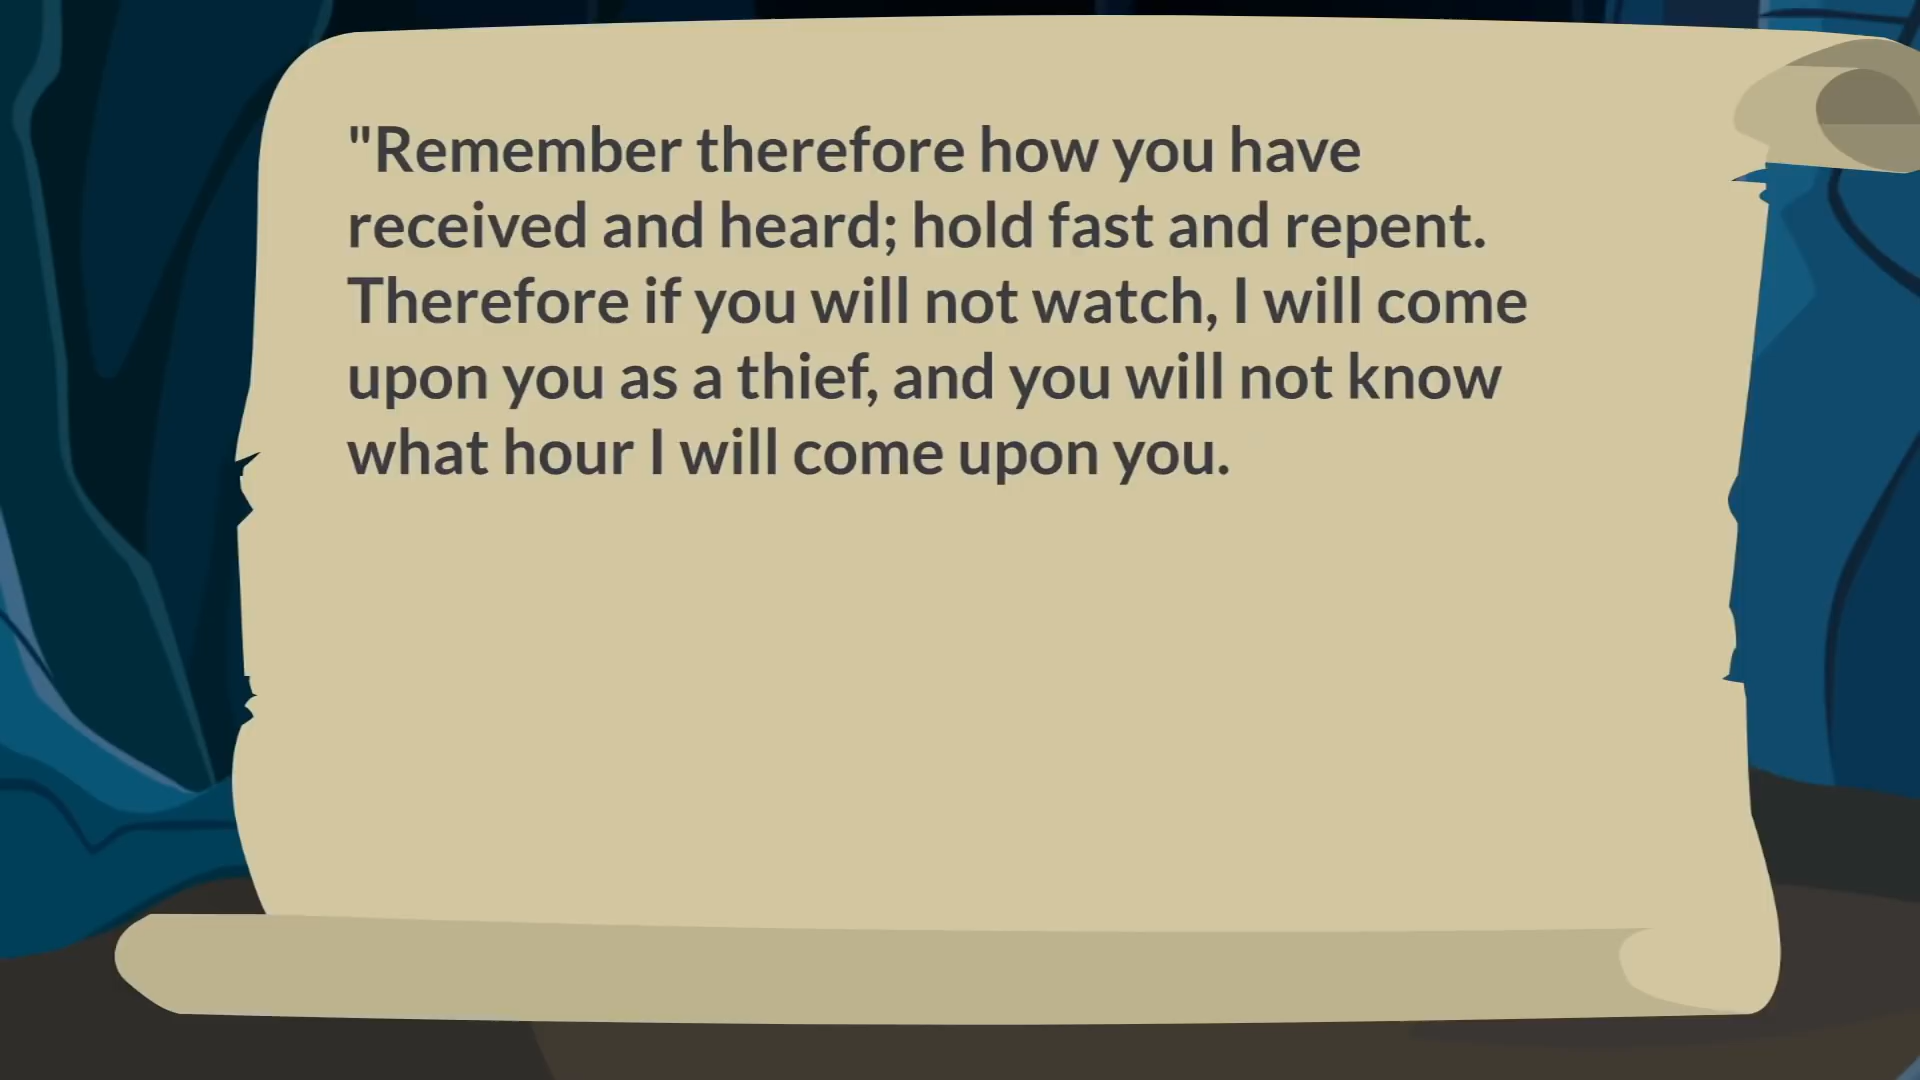 "Remember therefore how you have
received and heard; hold fast and repent.
Therefore if you will not watch, I will come
upon you as a thief, and you will not know
what hour I will come upon you.